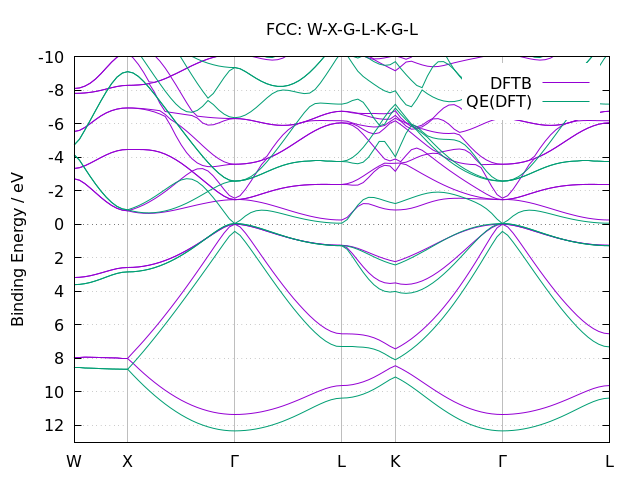 FCC: W-X-G-L-K-G-L
DFTB
QE(DFT)
Binding Energy / eV
-10
-8
-6
-4
-2
0
2
4
6
8
10
12
W X Γ L K Γ L